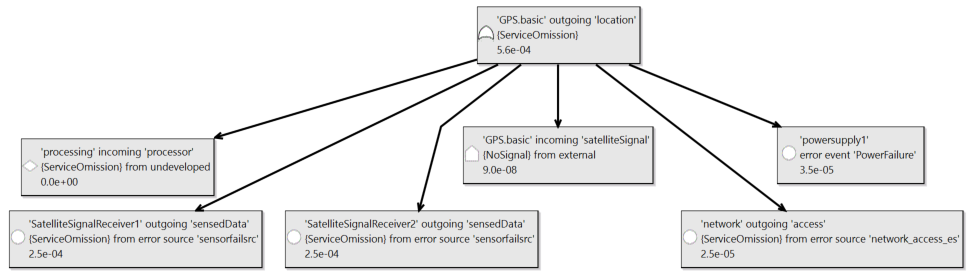 'GPS.basic' outgoing 'location'
{ServiceOmission}
5.6e-04
'processing' incoming 'processor'
{ServiceOmission} from undeveloped
0.0e+00
'GPS.basic' incoming 'satelliteSignal'
{NoSignal} from external
9.0e-08
'powersupply1'
error event 'PowerFailure'
3.5e-05
'SatelliteSignalReceiver1' outgoing 'sensedData'
{ServiceOmission} from error source 'sensorfailsrc'
2.5e-04
'SatelliteSignalReceiver2' outgoing 'sensedData'
{ServiceOmission} from error source 'sensorfailsrc'
2.5e-04
'network' outgoing 'access'
{ServiceOmission} from error source 'network_access_es'
2.5e-05